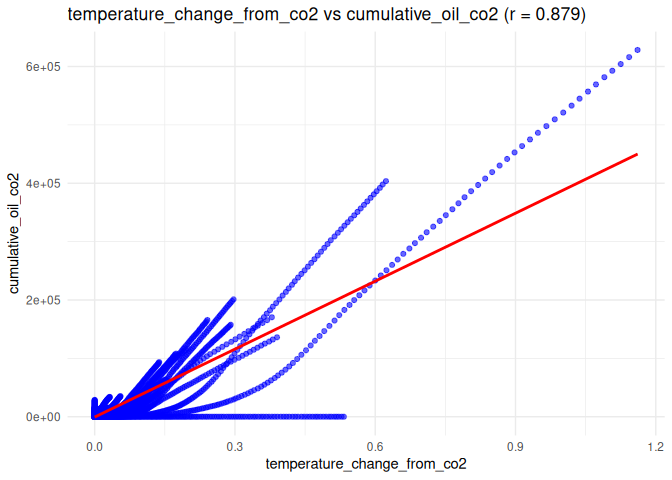 temperature_change_from_co2 vs cumulative_oil_co2 (r = 0.879)
6e+05
4e+05
2e+05
0e+00
cumulative_oil_co2
0.0 0.3 0.6 0.9 1.2
temperature_change_from_co2